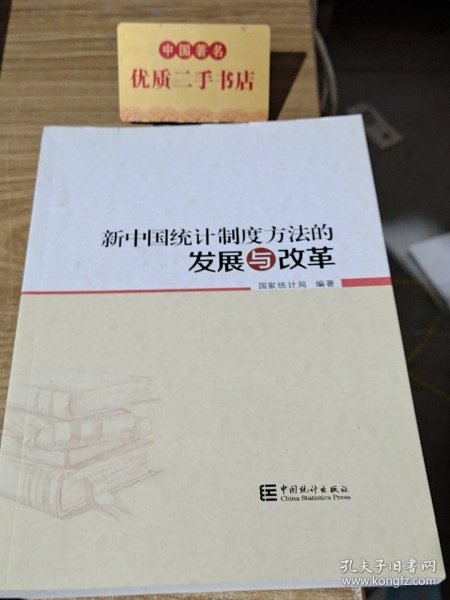 中国著名
优质二手书店
新中国统计制度方法的
发展与改革
国家统计局 编著
中国统计出版社
China Statistics Press
孔夫子旧书网
www.kongfz.com